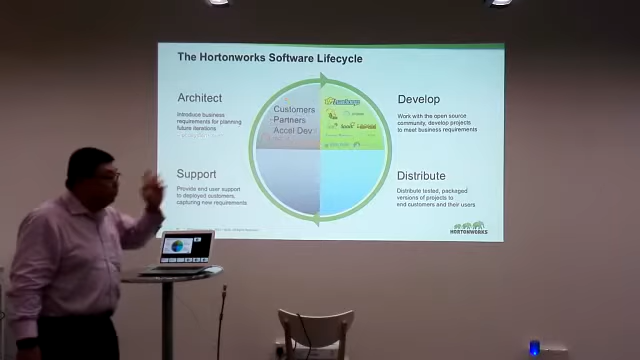 The Hortonworks Software Lifecycle
Architect
Introduce business
requirements for planning
future iterations
Customers
Partners
Accel Dev
Develop
Work with the open source
community, develop projects
to meet business requirements
Support
Provide end user support
to deployed customers,
capturing new requirements
Distribute
Distribute tested, packaged
versions of projects to
end customers and their users
HORTONWORKS